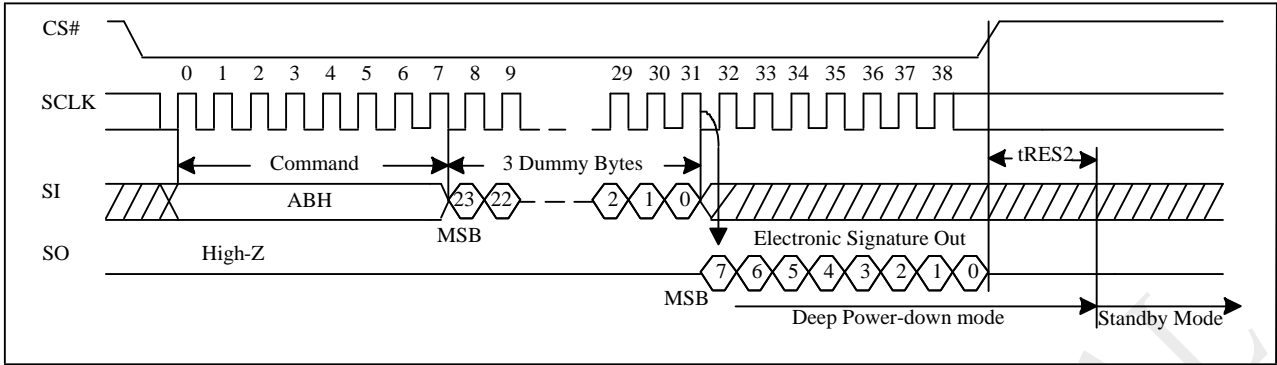 CS#
0 1 2 3 4 5 6 7 8 9 29 30 31 32 33 34 35 36 37 38
SCLK
Command 3 Dummy Bytes tRES2
SI ABH 23 22 2 1 0
MSB
SO High-Z Electronic Signature Out
7 6 5 4 3 2 1 0
MSB
Deep Power-down mode Standby Mode